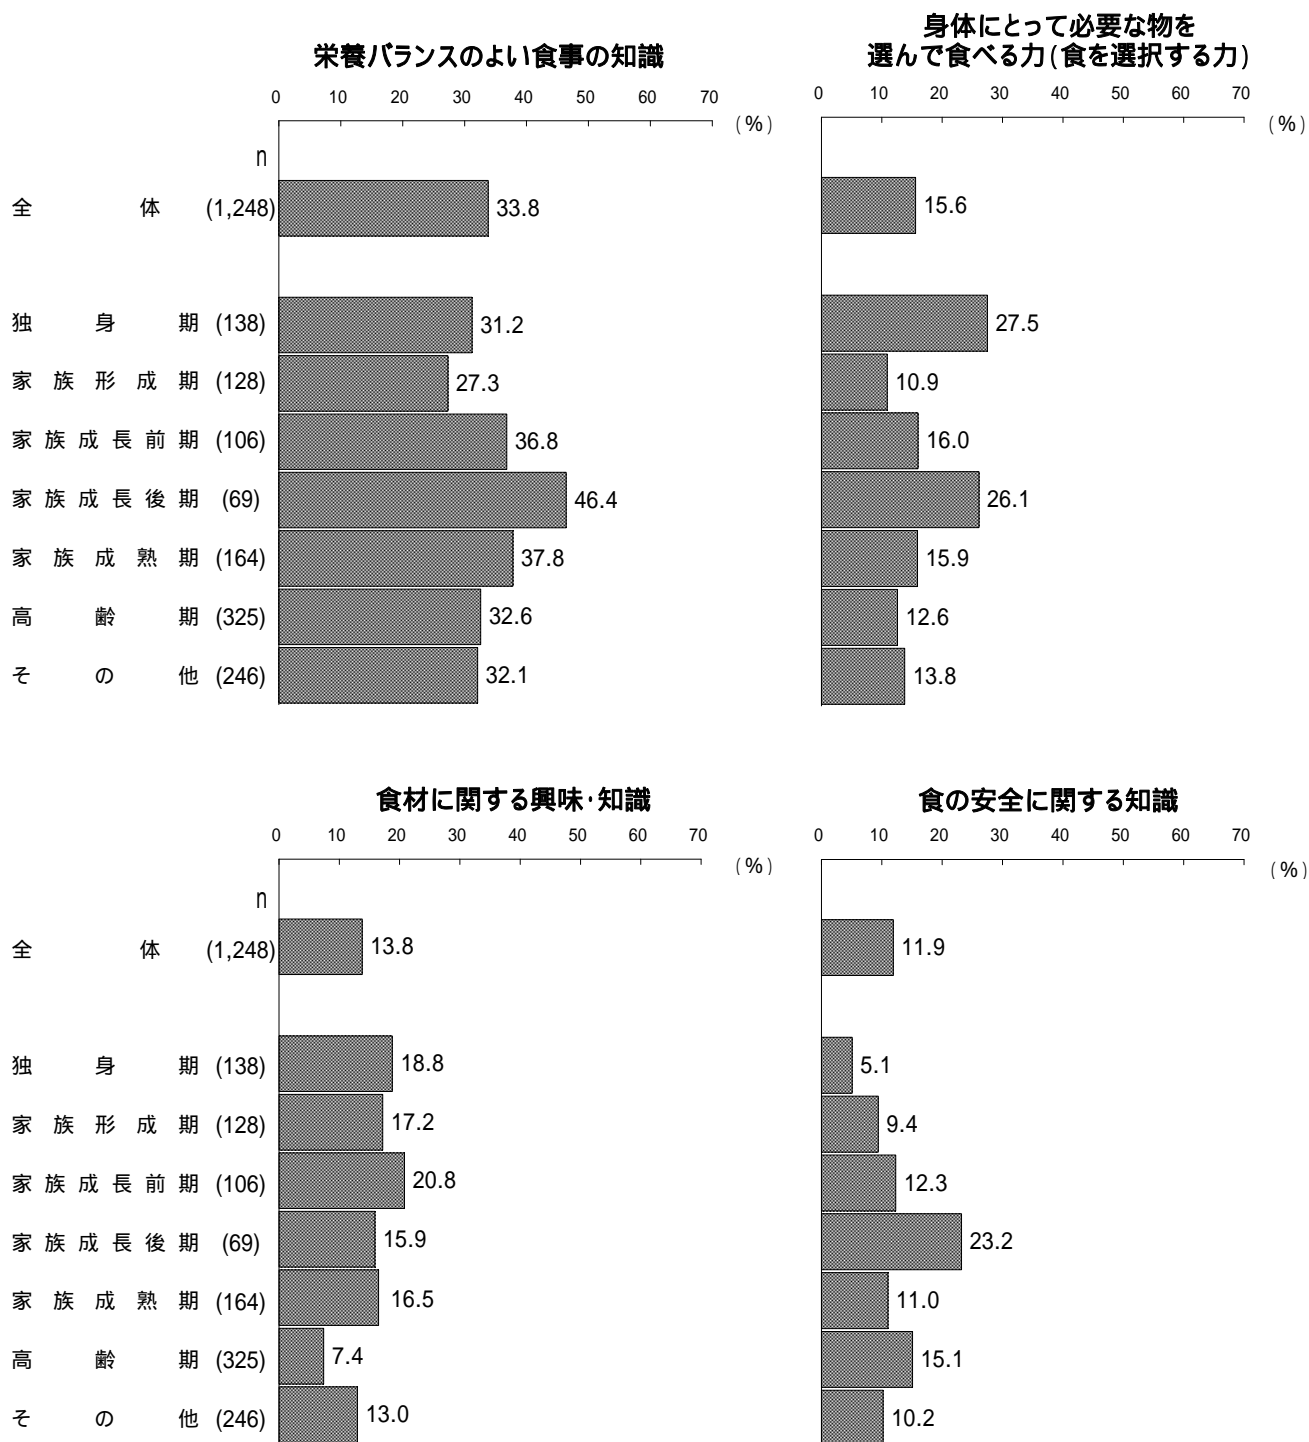 栄養バランスのよい食事の知識
0 10 20 30 40 50 60 70
(%)
n
全体 (1,248) 33.8
独身期 (138) 31.2
家族形成期 (128) 27.3
家族成長前期 (106) 36.8
家族成長後期 (69) 46.4
家族成熟期 (164) 37.8
高齢期 (325) 32.6
その他 (246) 32.1
身体にとって必要な物を
選んで食べる力(食を選択する力)
0 10 20 30 40 50 60 70
(%)
15.6
27.5
10.9
16.0
26.1
15.9
12.6
13.8
食材に関する興味・知識
0 10 20 30 40 50 60 70
(%)
n
全体 (1,248) 13.8
独身期 (138) 18.8
家族形成期 (128) 17.2
家族成長前期 (106) 20.8
家族成長後期 (69) 15.9
家族成熟期 (164) 16.5
高齢期 (325) 7.4
その他 (246) 13.0
食の安全に関する知識
0 10 20 30 40 50 60 70
(%)
11.9
5.1
9.4
12.3
23.2
11.0
15.1
10.2